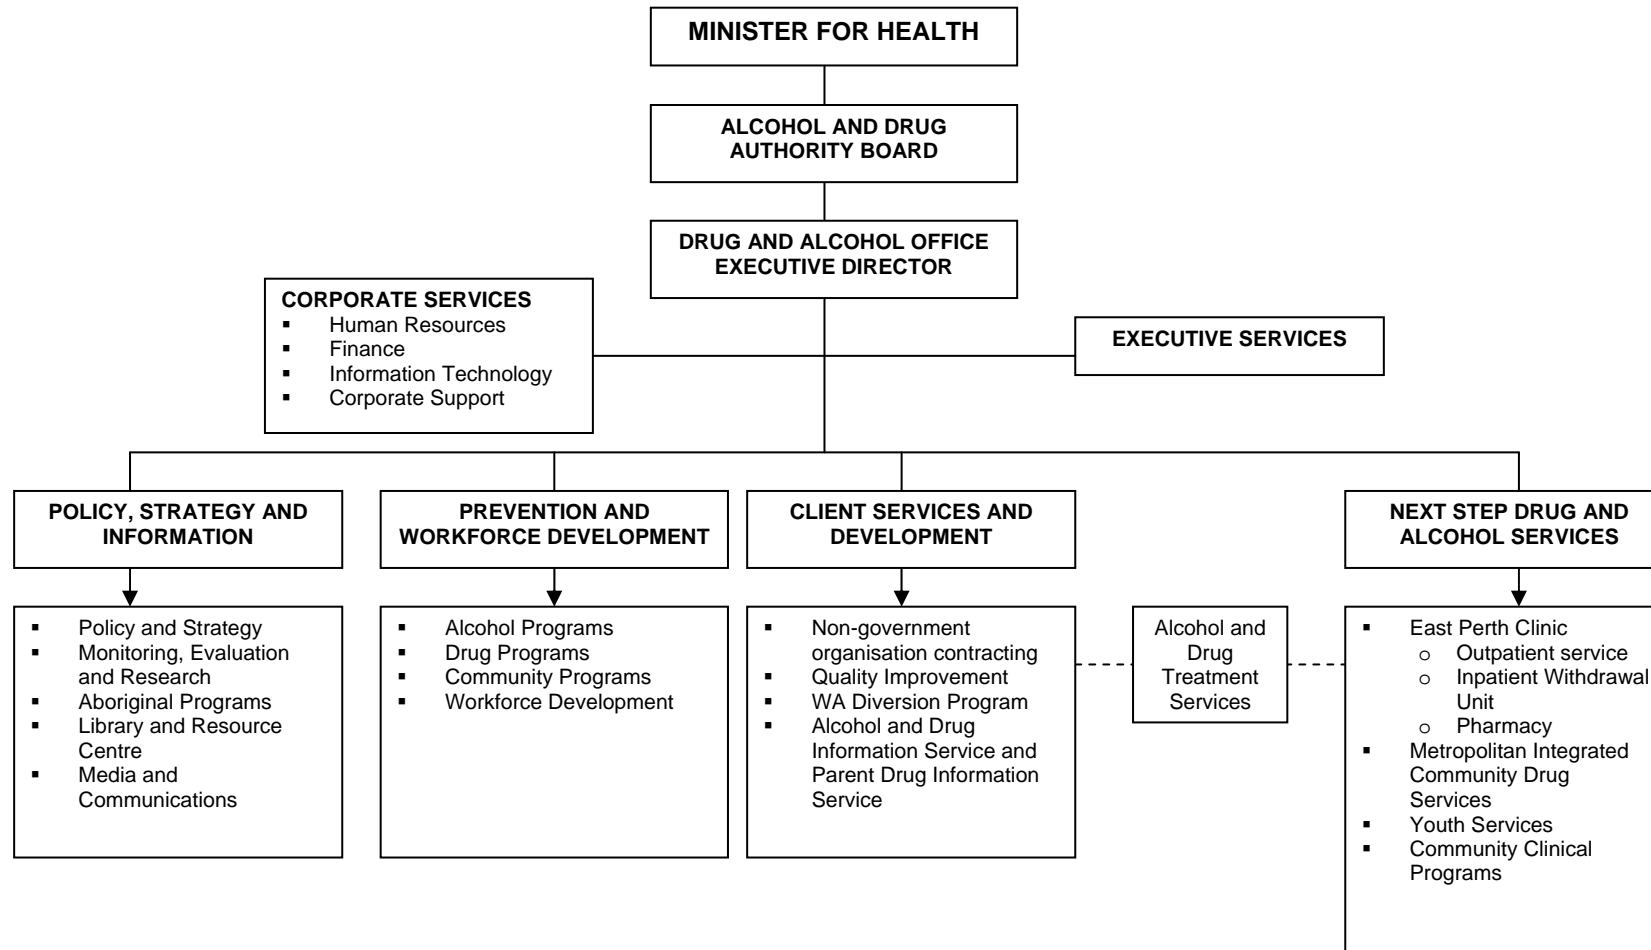 MINISTER FOR HEALTH
ALCOHOL AND DRUG
AUTHORITY BOARD
DRUG AND ALCOHOL OFFICE
EXECUTIVE DIRECTOR
CORPORATE SERVICES
▪ Human Resources
▪ Finance
▪ Information Technology
▪ Corporate Support
EXECUTIVE SERVICES
POLICY, STRATEGY AND
INFORMATION
▪ Policy and Strategy
▪ Monitoring, Evaluation
and Research
▪ Aboriginal Programs
▪ Library and Resource
Centre
▪ Media and
Communications
PREVENTION AND
WORKFORCE DEVELOPMENT
▪ Alcohol Programs
▪ Drug Programs
▪ Community Programs
▪ Workforce Development
CLIENT SERVICES AND
DEVELOPMENT
▪ Non-government
organisation contracting
▪ Quality Improvement
▪ WA Diversion Program
▪ Alcohol and Drug
Information Service and
Parent Drug Information
Service
Alcohol and
Drug
Treatment
Services
NEXT STEP DRUG AND
ALCOHOL SERVICES
▪ East Perth Clinic
o Outpatient service
o Inpatient Withdrawal
Unit
o Pharmacy
▪ Metropolitan Integrated
Community Drug
Services
▪ Youth Services
▪ Community Clinical
Programs